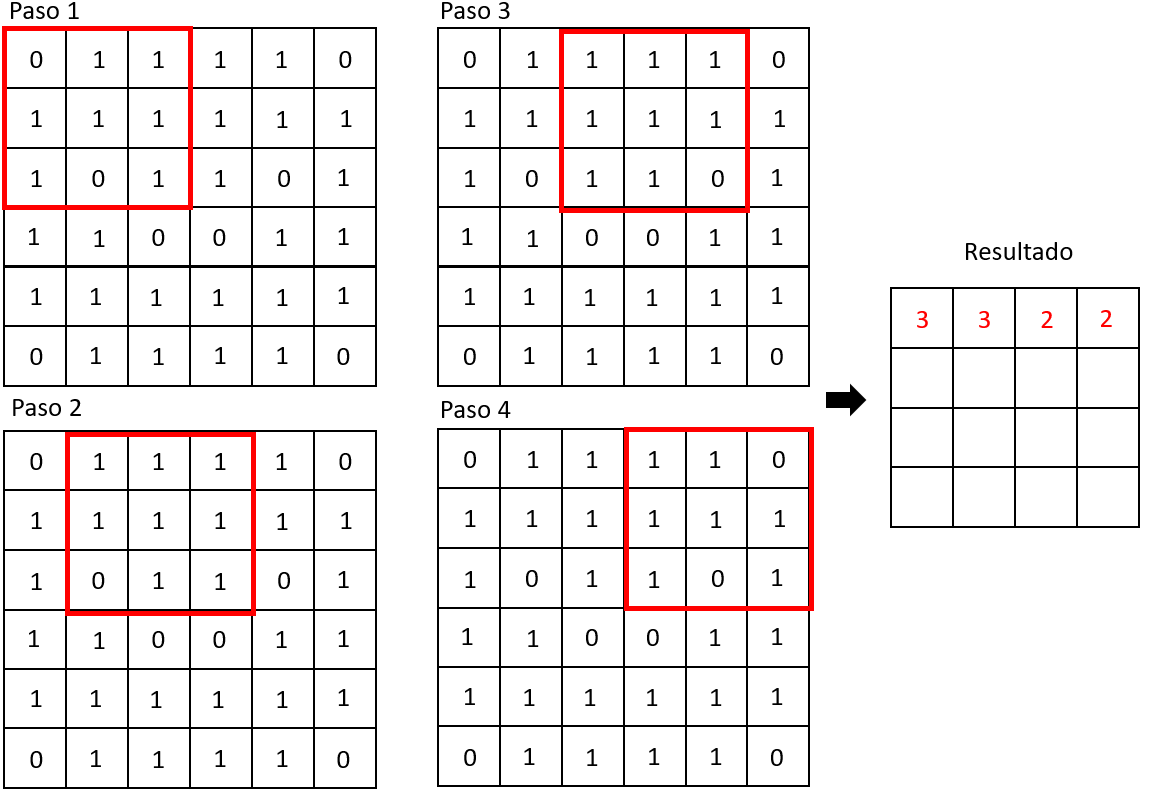 Paso 1
0 1 1 1 1 0
1 1 1 1 1 1
1 0 1 1 0 1
1 1 0 0 1 1
1 1 1 1 1 1
0 1 1 1 1 0
Paso 2
0 1 1 1 1 0
1 1 1 1 1 1
1 0 1 1 0 1
1 1 0 0 1 1
1 1 1 1 1 1
0 1 1 1 1 0
Paso 3
0 1 1 1 1 0
1 1 1 1 1 1
1 0 1 1 0 1
1 1 0 0 1 1
1 1 1 1 1 1
0 1 1 1 1 0
Paso 4
0 1 1 1 1 0
1 1 1 1 1 1
1 0 1 1 0 1
1 1 0 0 1 1
1 1 1 1 1 1
0 1 1 1 1 0
Resultado
3 3 2 2